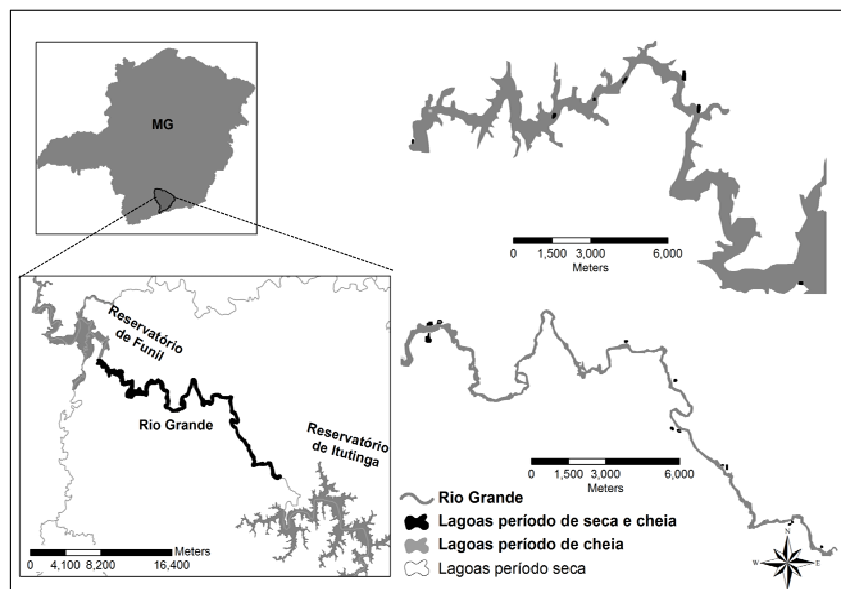 MG
0 1,500 3,000 6,000
Meters
Reservatório
de Funil
Rio Grande
Reservatório
de Itutinga
Meters
0 4,100 8,200 16,400
0 1,500 3,000 6,000
Meters
Rio Grande
Lagoas período de seca e cheia
Lagoas período de cheia
Lagoas período seca
N
W E
S